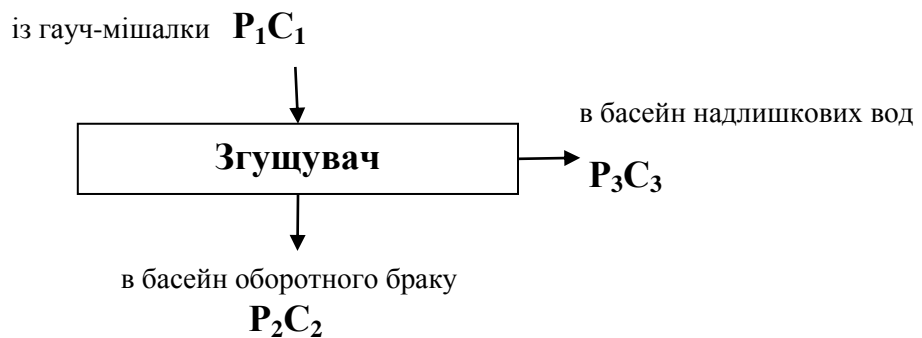 із гауч-мішалки P₁C₁
в басейн надлишкових вод
Згущувач
P₃C₃
в басейн оборотного браку
P₂C₂